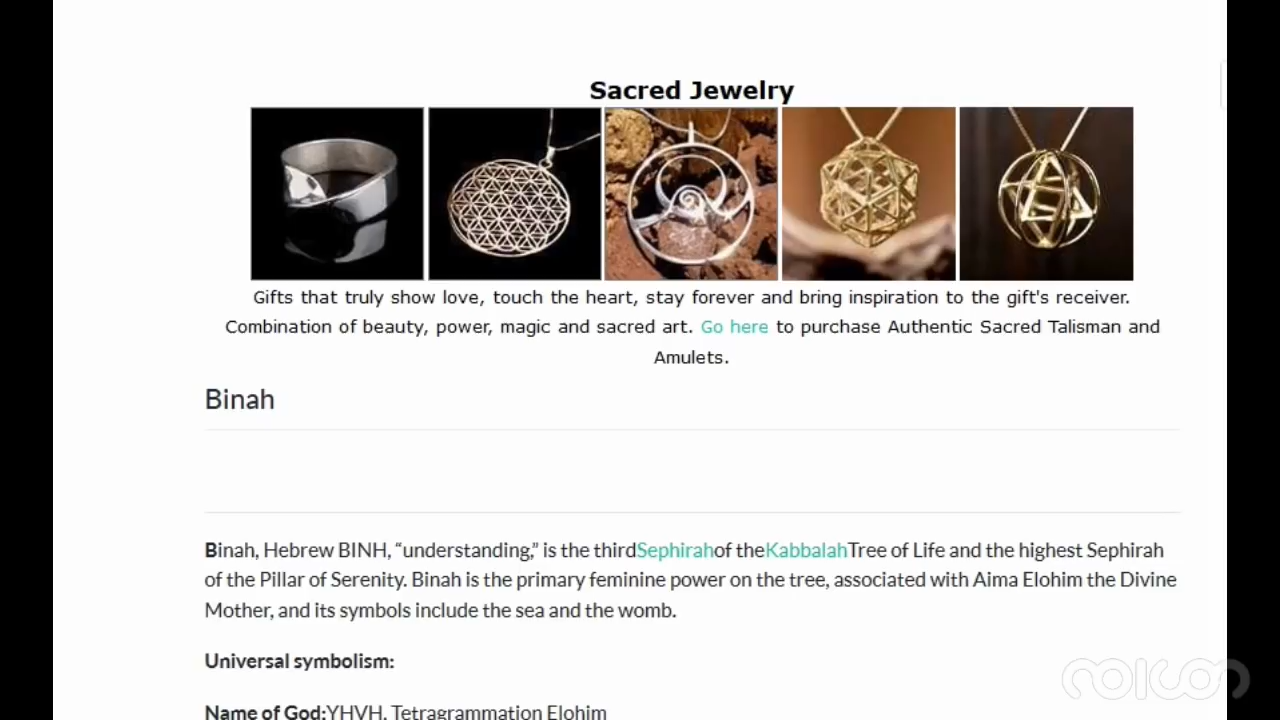 Sacred Jewelry
Gifts that truly show love, touch the heart, stay forever and bring inspiration to the gift's receiver.
Combination of beauty, power, magic and sacred art. Go here to purchase Authentic Sacred Talisman and
Amulets.
Binah
Binah, Hebrew BINH, “understanding,” is the thirdSephirahof theKabbalahTree of Life and the highest Sephirah
of the Pillar of Serenity. Binah is the primary feminine power on the tree, associated with Aima Elohim the Divine
Mother, and its symbols include the sea and the womb.
Universal symbolism:
Name of God:YHVH, Tetragrammation Elohim